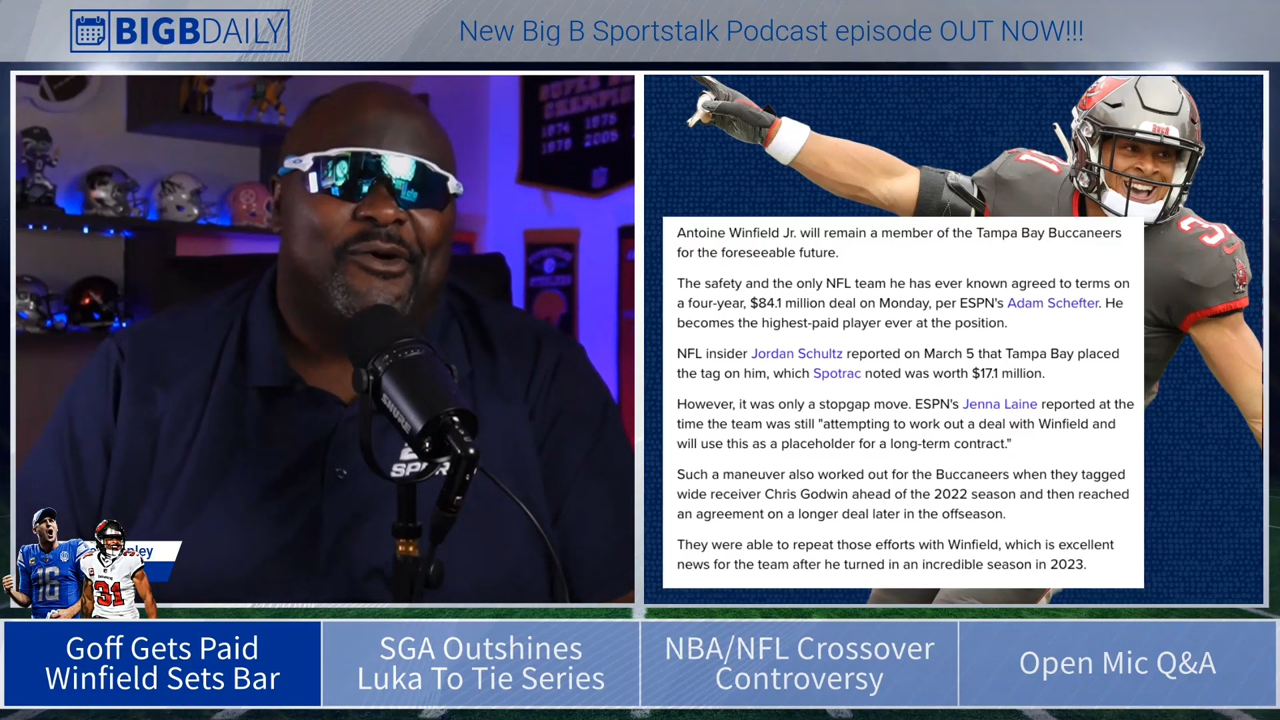 BIGBDAILY
New Big B Sportstalk Podcast episode OUT NOW!!!
1974 1975
1979 2005
SPUR
Antoine Winfield Jr. will remain a member of the Tampa Bay Buccaneers
for the foreseeable future.
The safety and the only NFL team he has ever known agreed to terms on
a four-year, $84.1 million deal on Monday, per ESPN's Adam Schefter. He
becomes the highest-paid player ever at the position.
NFL insider Jordan Schultz reported on March 5 that Tampa Bay placed
the tag on him, which Spotrac noted was worth $17.1 million.
However, it was only a stopgap move. ESPN's Jenna Laine reported at the
time the team was still "attempting to work out a deal with Winfield and
will use this as a placeholder for a long-term contract."
Such a maneuver also worked out for the Buccaneers when they tagged
wide receiver Chris Godwin ahead of the 2022 season and then reached
an agreement on a longer deal later in the offseason.
They were able to repeat those efforts with Winfield, which is excellent
news for the team after he turned in an incredible season in 2023.
16
31
Goff Gets Paid
Winfield Sets Bar
SGA Outshines
Luka To Tie Series
NBA/NFL Crossover
Controversy
Open Mic Q&A